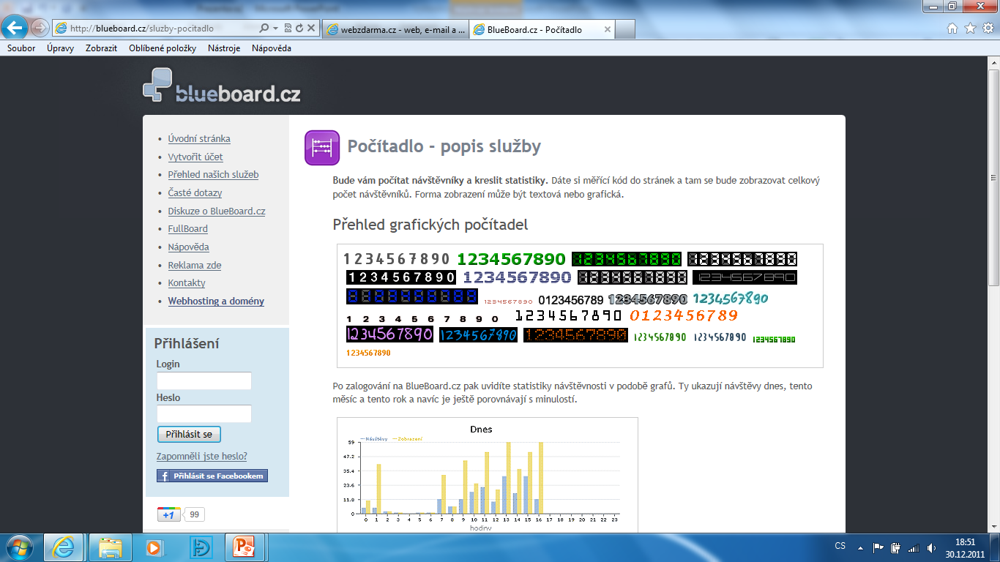 http://blueboard.cz/sluzby-pocitadlo
webzdarma.cz - web, e-mail a ...
BlueBoard.cz - Počítadlo
Soubor Úpravy Zobrazit Oblíbené položky Nástroje Nápověda
blueboard.cz
Úvodní stránka
Vytvořit účet
Přehled našich služeb
Časté dotazy
Diskuze o BlueBoard.cz
FullBoard
Nápověda
Reklama zde
Kontakty
Webhosting a domény
Přihlášení
Login
Heslo
Přihlásit se
Zapomněli jste heslo?
f Přihlásit se Facebookem
+1 99
Počítadlo - popis služby
Bude vám počítat návštěvníky a kreslit statistiky. Dáte si měřící kód do stránek a tam se bude zobrazovat celkový
počet návštěvníků. Forma zobrazení může být textová nebo grafická.
Přehled grafických počítadel
1234567890 1234567890 1234567890 1234567890
1234567890 1234567890 1234567890 1234567890
1234567890 0123456789 1234567890 1234567890
1 2 3 4 5 6 7 8 9 0 1234567890 0123456789
1234567890 1234567890 1234567890 1234567890 1234567890 1234567890
1234567890
Po zalogování na BlueBoard.cz pak uvidíte statistiky návštěvnosti v podobě grafů. Ty ukazují návštěvy dnes, tento
měsíc a tento rok a navíc je ještě porovnávají s minulostí.
Dnes
Návštěvy Zobrazení
59
47.2
35.4
23.6
11.8
0
0 1 2 3 4 5 6 7 8 9 10 11 12 13 14 15 16 17 18 19 20 21 22 23
hodiny
CS
18:51
30.12.2011